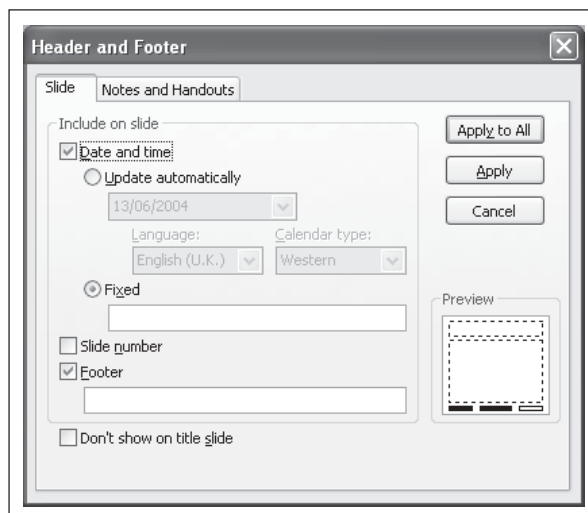 Header and Footer
Slide
Notes and Handouts
Include on slide
Date and time
Update automatically
13/06/2004
Language:
Calendar type:
English (U.K.)
Western
Fixed
Slide number
Footer
Don't show on title slide
Apply to All
Apply
Cancel
Preview